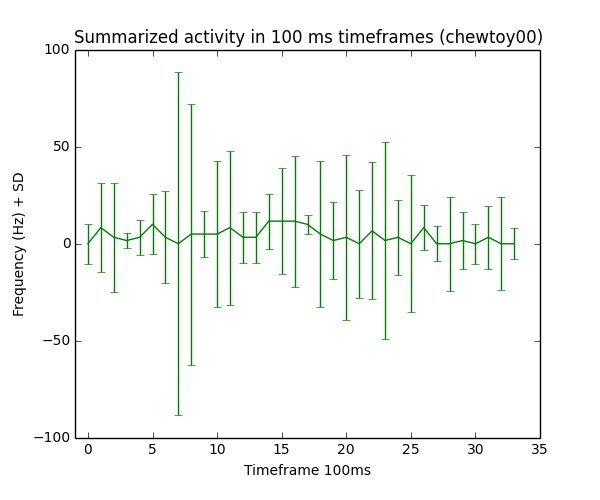 Summarized activity in 100 ms timeframes (chewtoy00)
100
50
0
−50
−100
Frequency (Hz) + SD
0 5 10 15 20 25 30 35
Timeframe 100ms